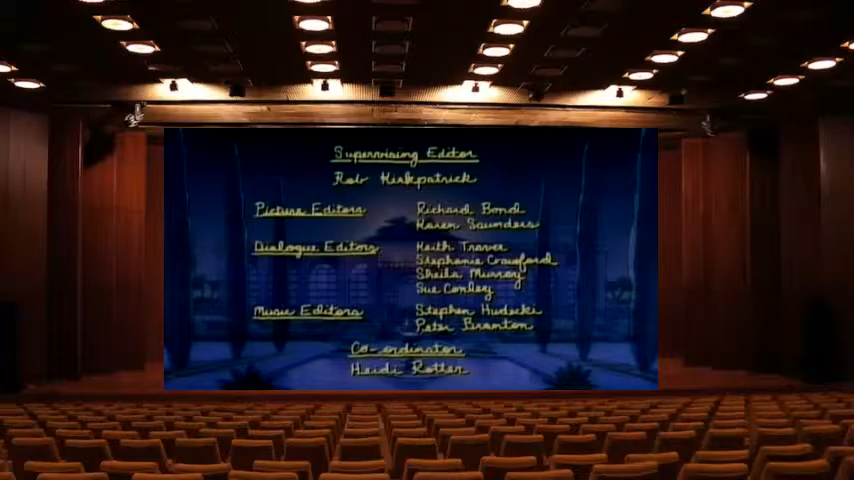 Supervising Editor
Rob Kirkpatrick
Picture Editors Richard Bond
Karen Saunders
Dialogue Editors Keith Traver
Stephanie Crawford
Sheila Murray
Sue Conley
Music Editors Stephen Hudecki
Peter Branton
Co-ordinator
Heidi Rotter